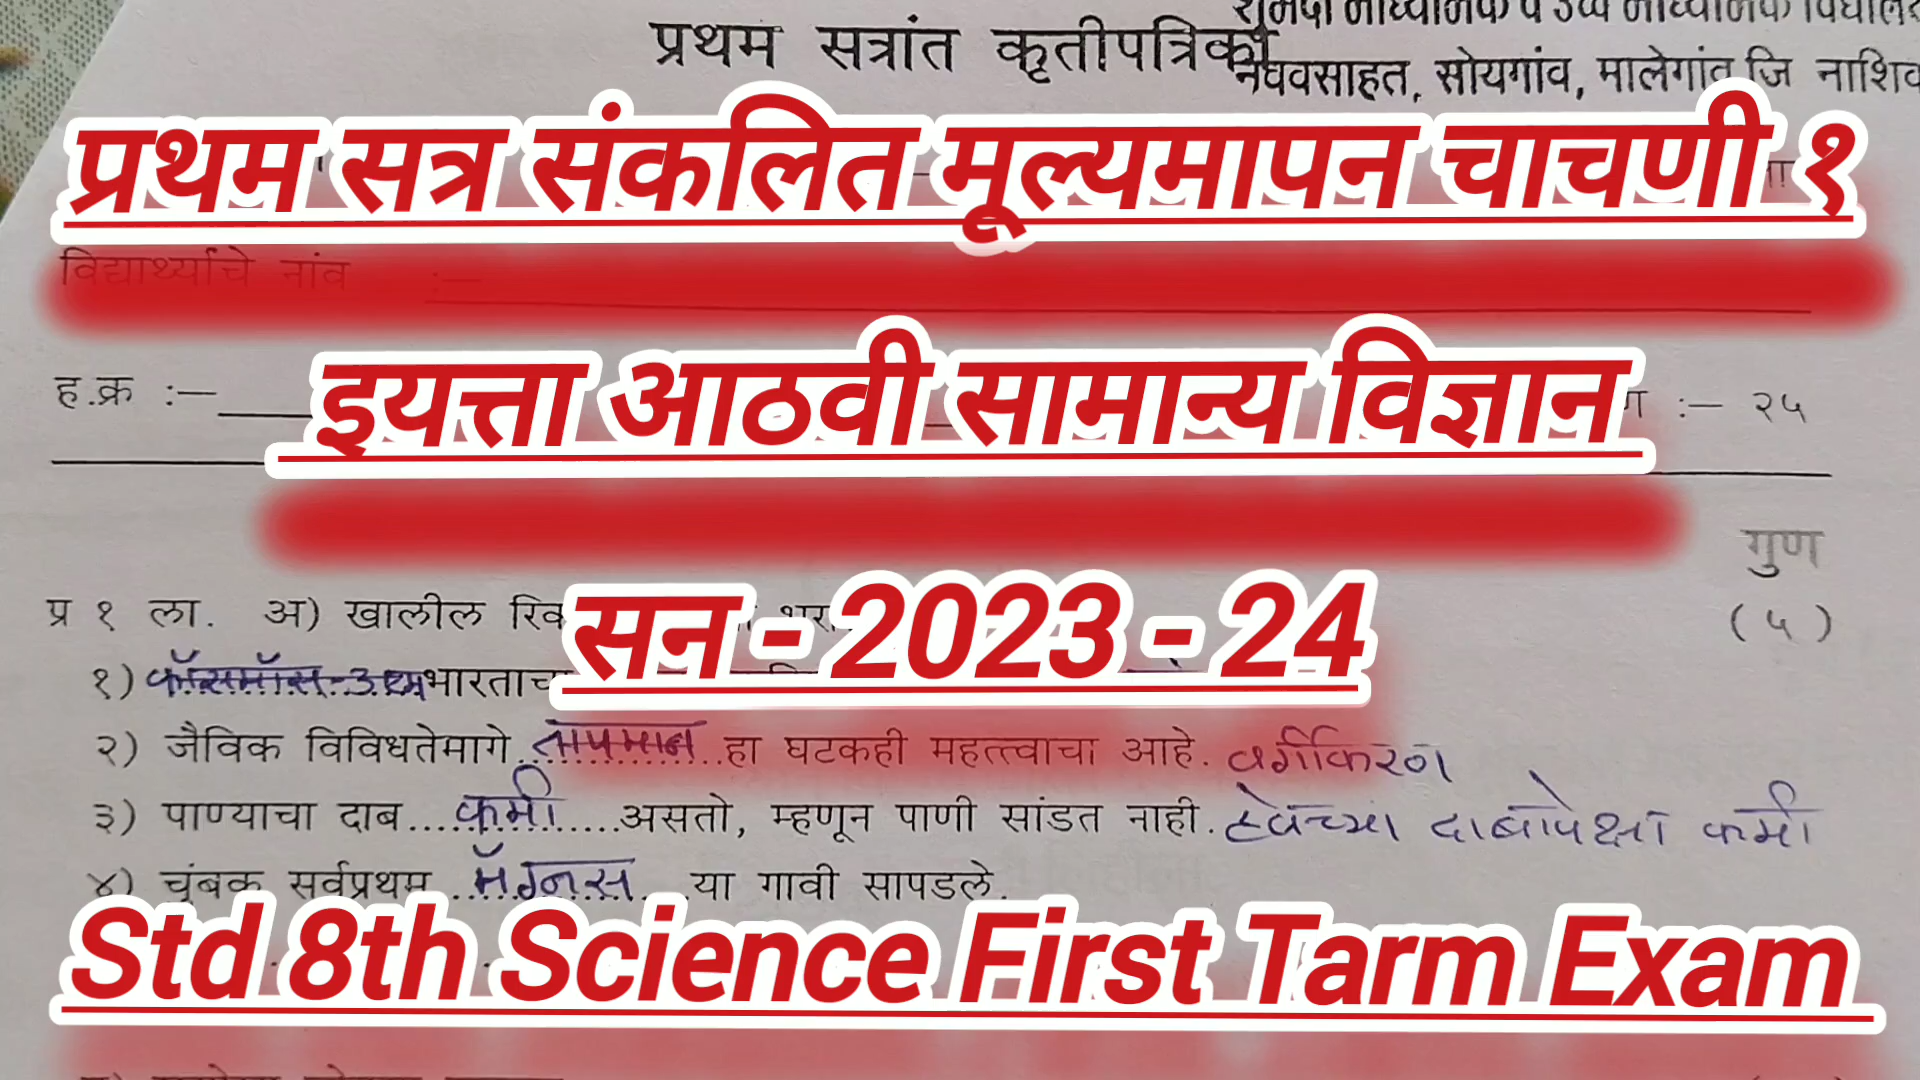 प्रथम सत्रांत कृतीपत्रिका
नववसाहत, सोयगांव, मालेगांव जि नाशिक
प्रथम सत्र संकलित मूल्यमापन चाचणी १
विद्यार्थ्याचे नांव :–
ह.क्र :– :– २५
इयत्ता आठवी सामान्य विज्ञान
गुण
सन - 2023 - 24
प्र १ ला. अ) खालील (५)
१) भारताचा
२) जैविक विविधतेमागे तापमान हा घटकही महत्त्वाचा आहे. वर्गीकरण
३) पाण्याचा दाब कमी असतो, म्हणून पाणी सांडत नाही. हवेच्या दाबापेक्षा कमी
४) चुंबक सर्वप्रथम मॅग्नेस या गावी सापडले.
Std 8th Science First Tarm Exam